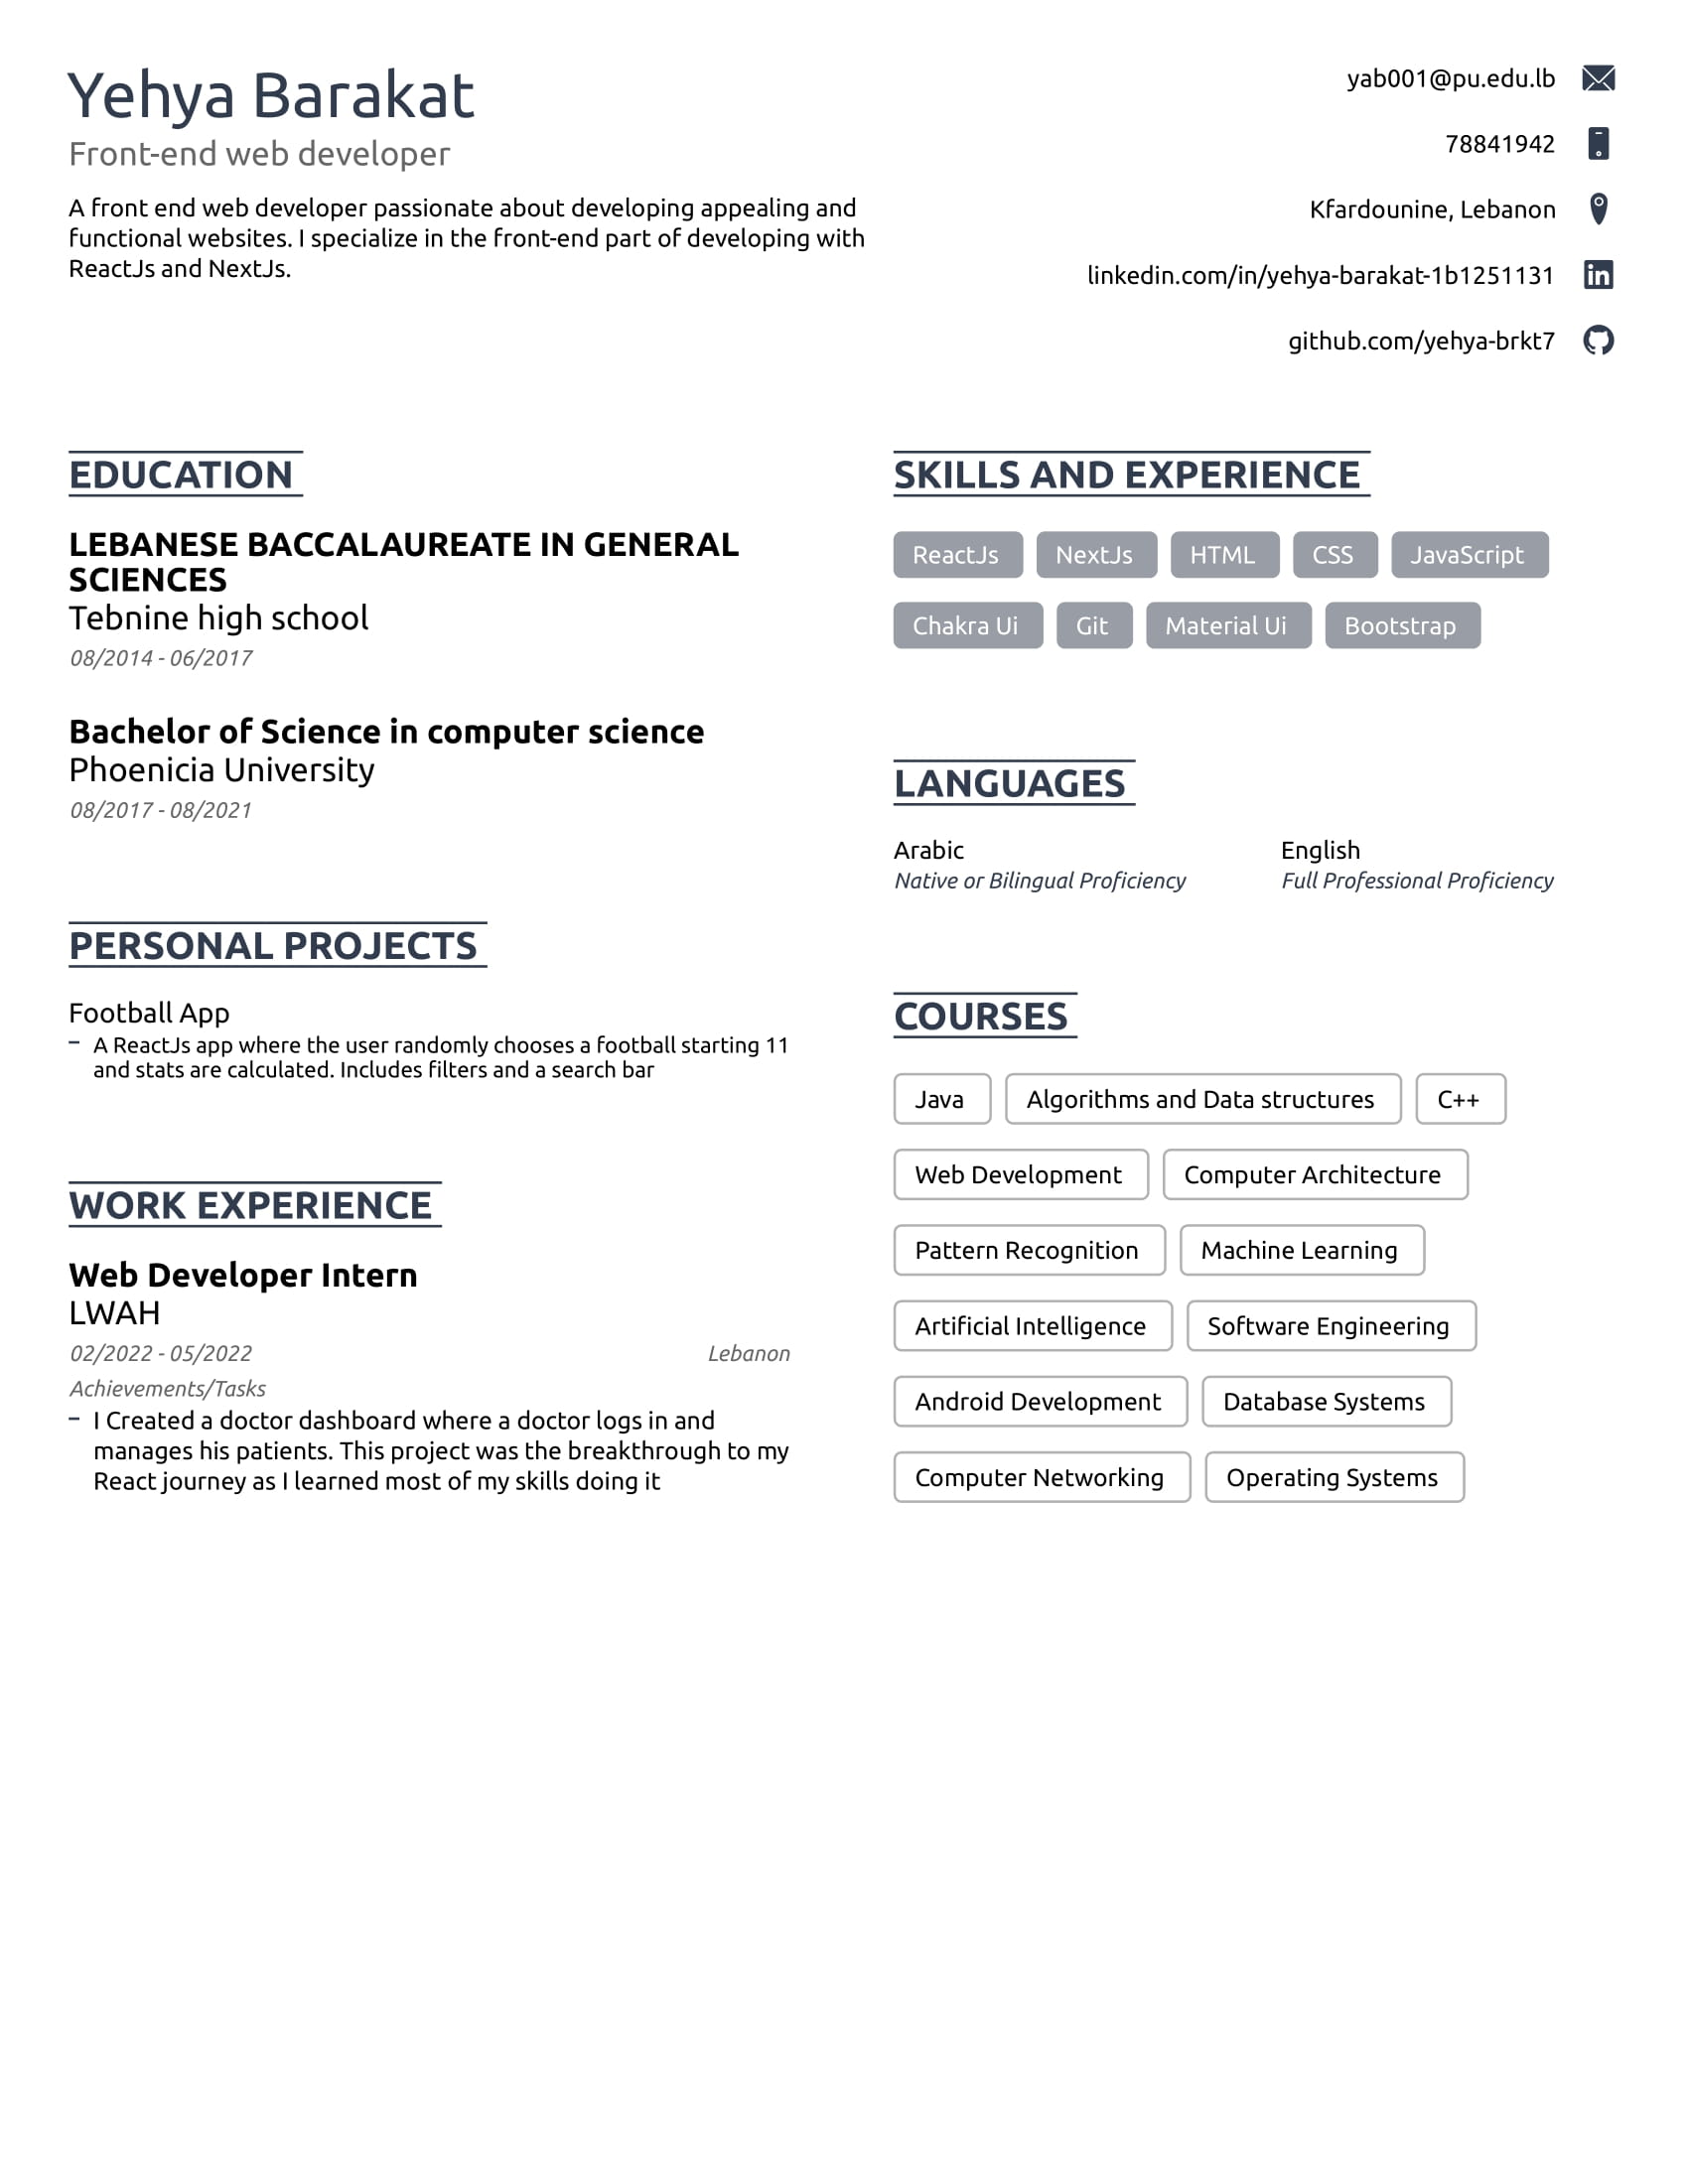 Yehya Barakat
Front-end web developer
A front end web developer passionate about developing appealing and
functional websites. I specialize in the front-end part of developing with
ReactJs and NextJs.
yab001@pu.edu.lb
78841942
Kfardounine, Lebanon
linkedin.com/in/yehya-barakat-1b1251131
github.com/yehya-brkt7
EDUCATION
LEBANESE BACCALAUREATE IN GENERAL
SCIENCES
Tebnine high school
08/2014 - 06/2017
Bachelor of Science in computer science
Phoenicia University
08/2017 - 08/2021
PERSONAL PROJECTS
Football App
– A ReactJs app where the user randomly chooses a football starting 11
and stats are calculated. Includes filters and a search bar
WORK EXPERIENCE
Web Developer Intern
LWAH
02/2022 - 05/2022 Lebanon
Achievements/Tasks
– I Created a doctor dashboard where a doctor logs in and
manages his patients. This project was the breakthrough to my
React journey as I learned most of my skills doing it
SKILLS AND EXPERIENCE
ReactJs NextJs HTML CSS JavaScript
Chakra Ui Git Material Ui Bootstrap
LANGUAGES
Arabic English
Native or Bilingual Proficiency Full Professional Proficiency
COURSES
Java Algorithms and Data structures C++
Web Development Computer Architecture
Pattern Recognition Machine Learning
Artificial Intelligence Software Engineering
Android Development Database Systems
Computer Networking Operating Systems